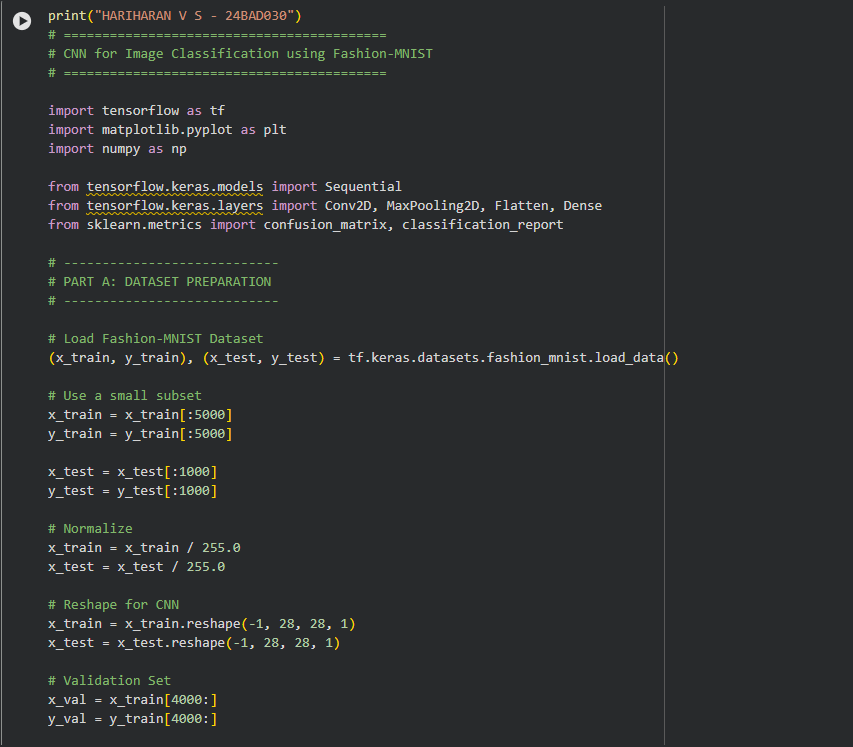 print("HARIHARAN V S - 24BAD030")
# ==========================================
# CNN for Image Classification using Fashion-MNIST
# ==========================================
import tensorflow as tf
import matplotlib.pyplot as plt
import numpy as np
from tensorflow.keras.models import Sequential
from tensorflow.keras.layers import Conv2D, MaxPooling2D, Flatten, Dense
from sklearn.metrics import confusion_matrix, classification_report
# ----------------------------
# PART A: DATASET PREPARATION
# ----------------------------
# Load Fashion-MNIST Dataset
(x_train, y_train), (x_test, y_test) = tf.keras.datasets.fashion_mnist.load_data()
# Use a small subset
x_train = x_train[:5000]
y_train = y_train[:5000]
x_test = x_test[:1000]
y_test = y_test[:1000]
# Normalize
x_train = x_train / 255.0
x_test = x_test / 255.0
# Reshape for CNN
x_train = x_train.reshape(-1, 28, 28, 1)
x_test = x_test.reshape(-1, 28, 28, 1)
# Validation Set
x_val = x_train[4000:]
y_val = y_train[4000:]